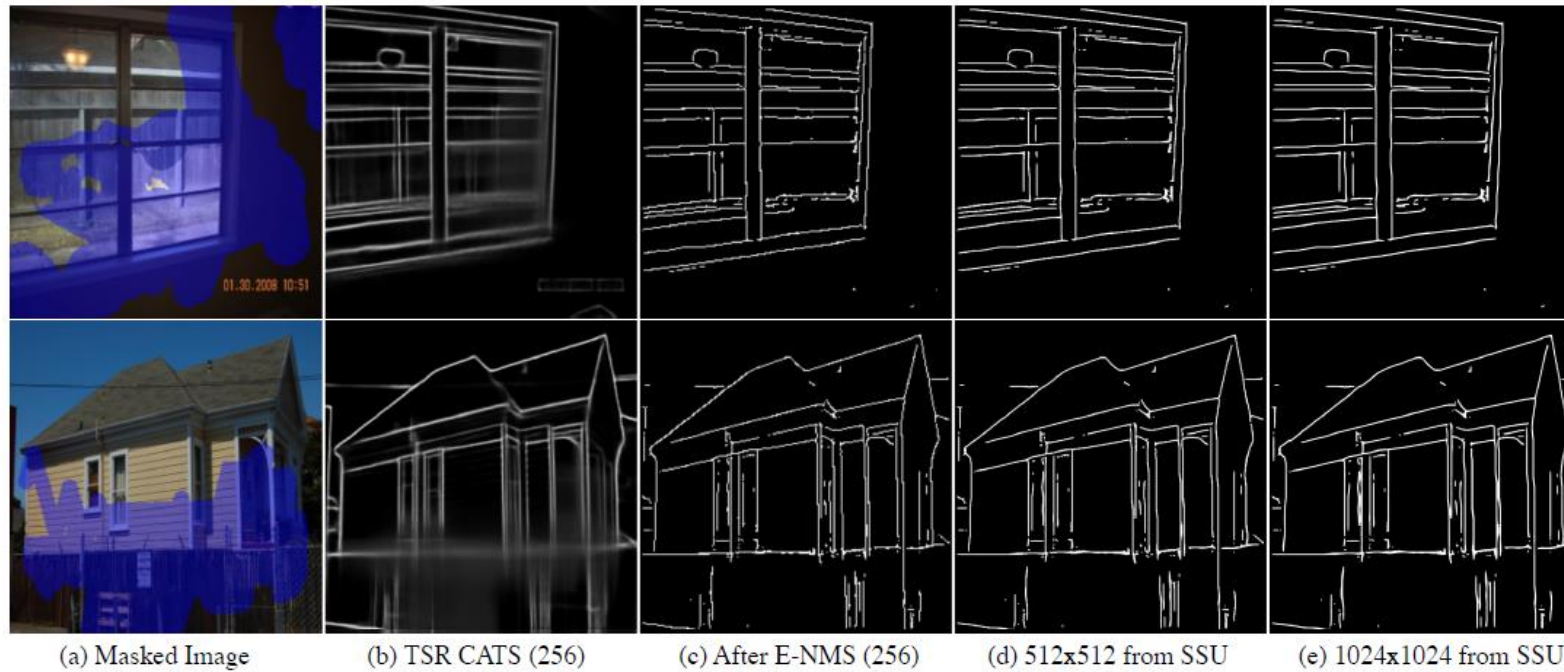 01.30.2008 10:51
(a) Masked Image
(b) TSR CATS (256)
(c) After E-NMS (256)
(d) 512x512 from SSU
(e) 1024x1024 from SSU